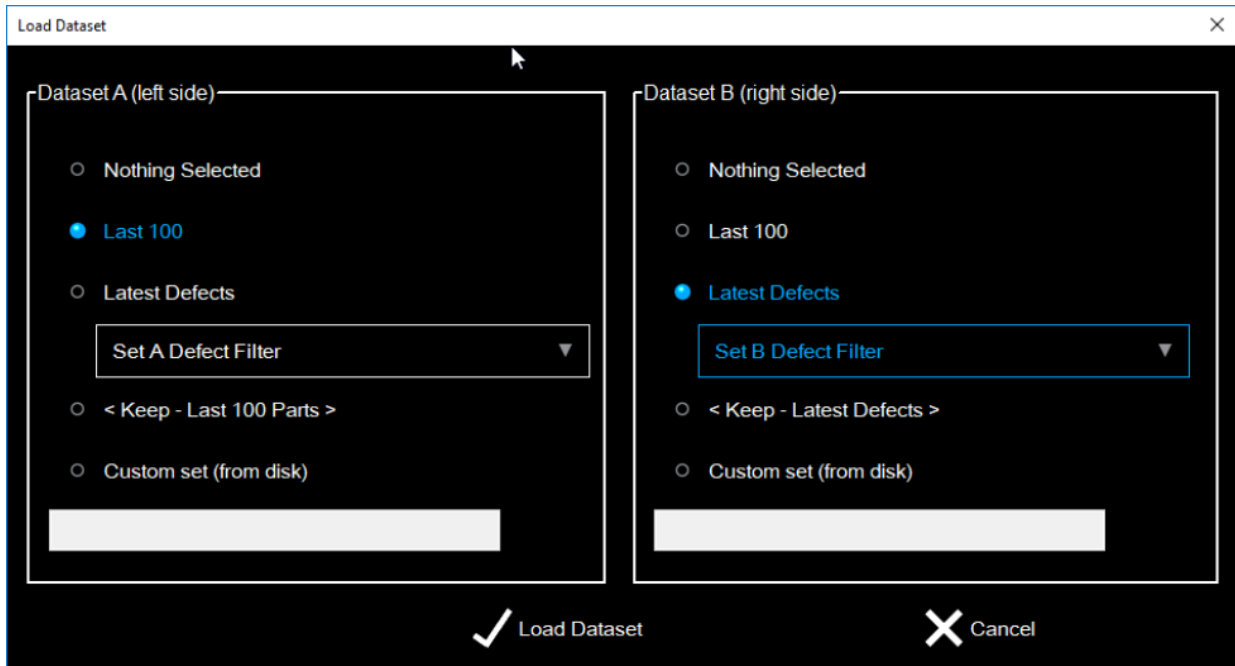 Load Dataset
Dataset A (left side)
Nothing Selected
Last 100
Latest Defects
Set A Defect Filter
< Keep - Last 100 Parts >
Custom set (from disk)
Dataset B (right side)
Nothing Selected
Last 100
Latest Defects
Set B Defect Filter
< Keep - Latest Defects >
Custom set (from disk)
Load Dataset
Cancel